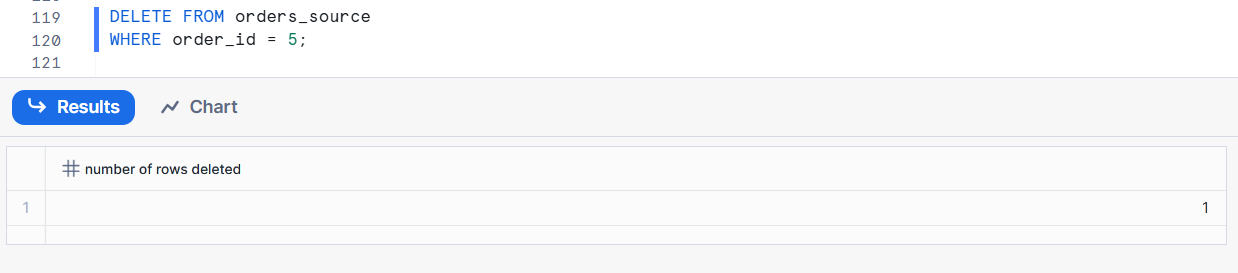 119 DELETE FROM orders_source
120 WHERE order_id = 5;
121
Results Chart
number of rows deleted
1 1